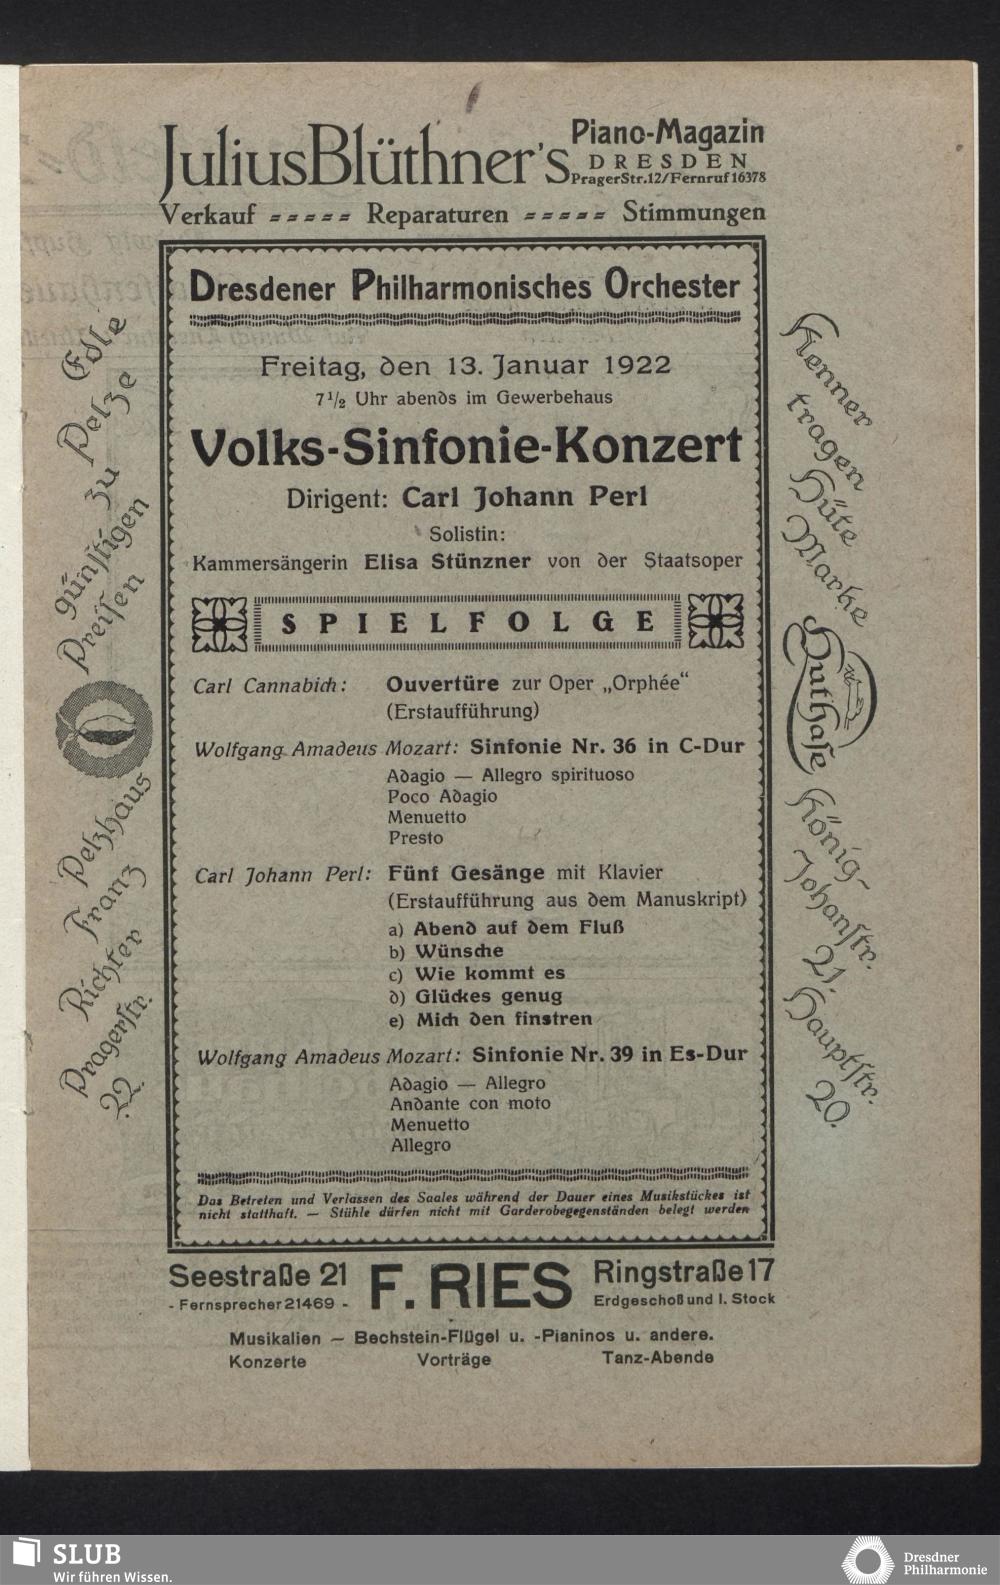 Julius Blüthner's
Piano-Magazin
DRESDEN
Prager Str. 12/Fernruf 16378
Verkauf ===== Reparaturen ===== Stimmungen
Dresdener Philharmonisches Orchester
Freitag, den 13. Januar 1922
7 1/2 Uhr abends im Gewerbehaus
Volks-Sinfonie-Konzert
Dirigent: Carl Johann Perl
Solistin:
Kammersängerin Elisa Stünzner von der Staatsoper
SPIELFOLGE
Carl Cannabich: Ouvertüre zur Oper „Orphée“
(Erstaufführung)
Wolfgang Amadeus Mozart: Sinfonie Nr. 36 in C-Dur
Adagio — Allegro spirituoso
Poco Adagio
Menuetto
Presto
Carl Johann Perl: Fünf Gesänge mit Klavier
(Erstaufführung aus dem Manuskript)
a) Abend auf dem Fluß
b) Wünsche
c) Wie kommt es
d) Glückes genug
e) Mich den finstren
Wolfgang Amadeus Mozart: Sinfonie Nr. 39 in Es-Dur
Adagio — Allegro
Andante con moto
Menuetto
Allegro
Das Betreten und Verlassen des Saales während der Dauer eines Musikstückes ist
nicht statthaft. — Stühle dürfen nicht mit Garderobegegenständen belegt werden
Edle
Pelze
zu
günstigen
Preisen
Pelzhaus
Franz
Richter
Pragerstr.
22.
Kenner
tragen
Hüte
Marke
Huthase
König-
Johanstr.
21.
Hauptstr.
20.
Seestraße 21
- Fernsprecher 21469 -
F. RIES
Ringstraße 17
Erdgeschoß und I. Stock
Musikalien — Bechstein-Flügel u. -Pianinos u. andere.
Konzerte Vorträge Tanz-Abende
SLUB
Wir führen Wissen.
Dresdner
Philharmonie